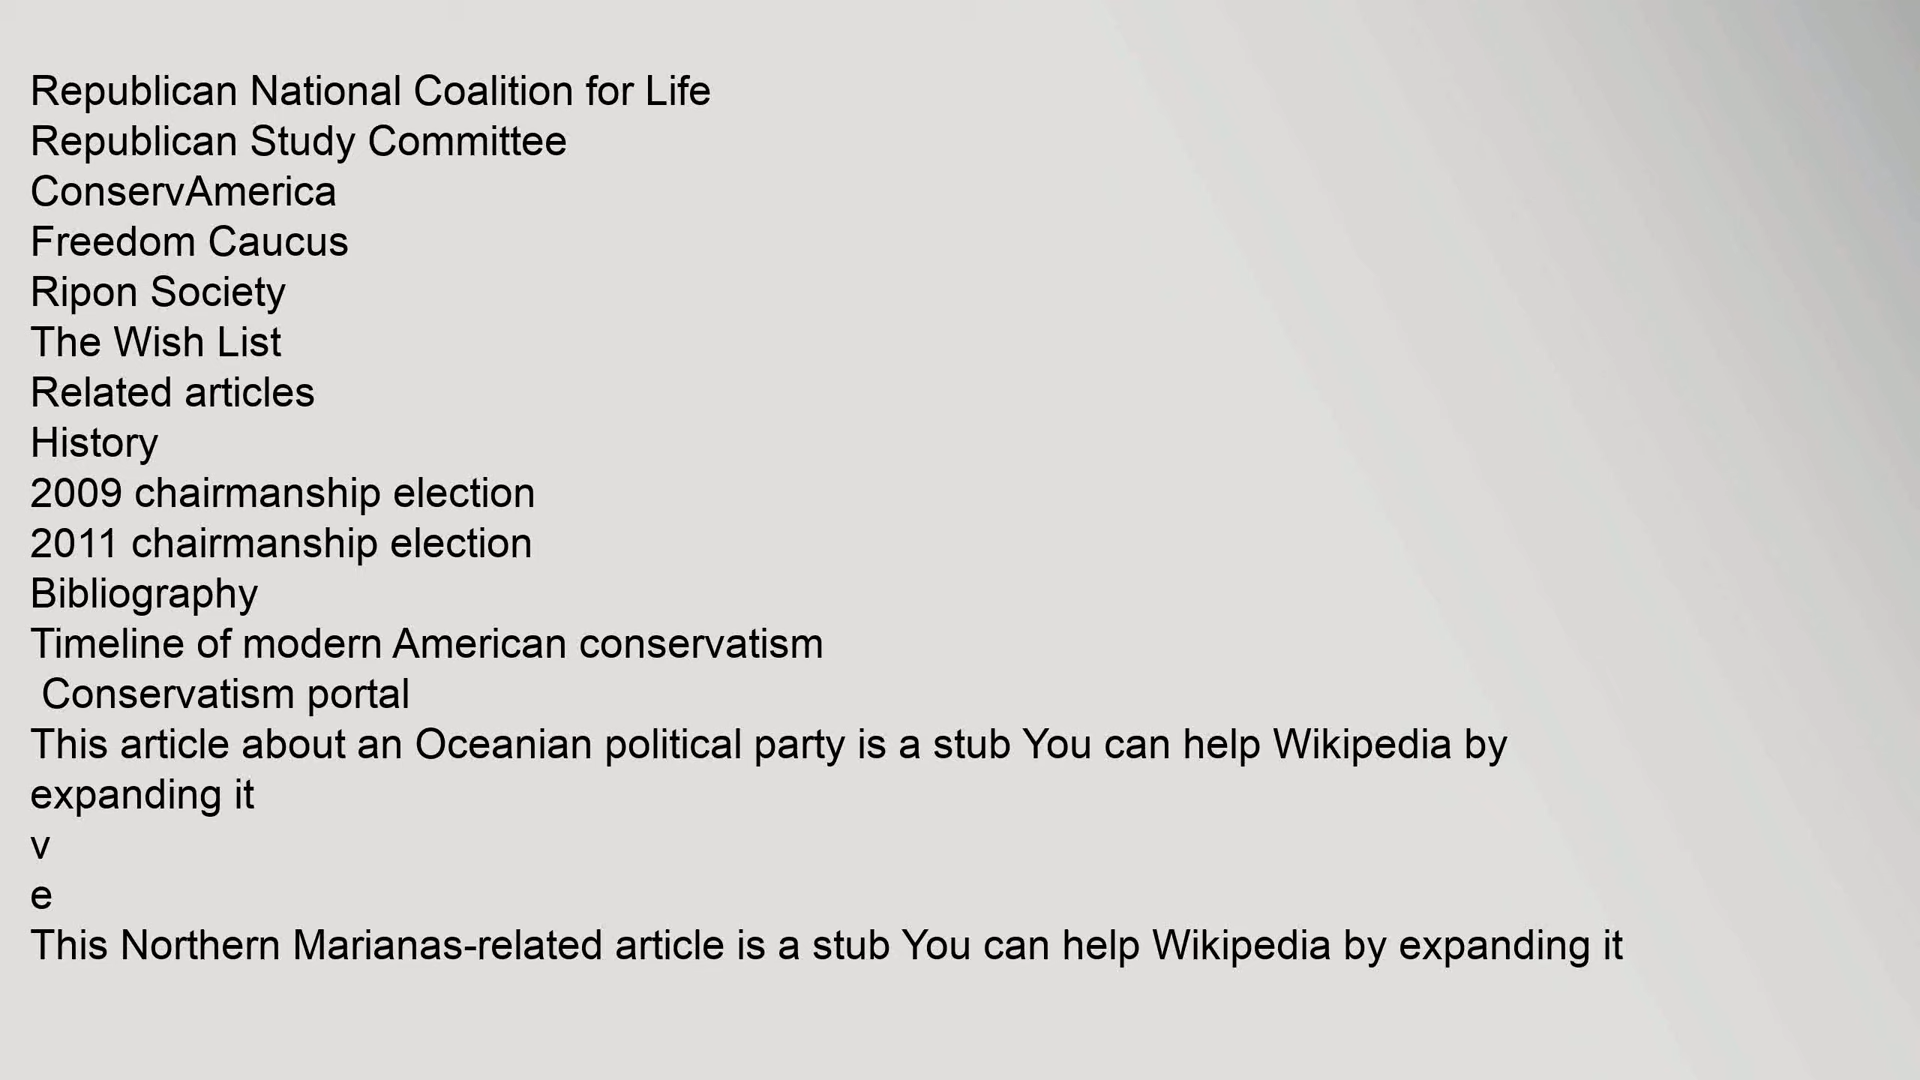 Republican National Coalition for Life
Republican Study Committee
ConservAmerica
Freedom Caucus
Ripon Society
The Wish List
Related articles
History
2009 chairmanship election
2011 chairmanship election
Bibliography
Timeline of modern American conservatism
Conservatism portal
This article about an Oceanian political party is a stub You can help Wikipedia by
expanding it
v
e
This Northern Marianas-related article is a stub You can help Wikipedia by expanding it